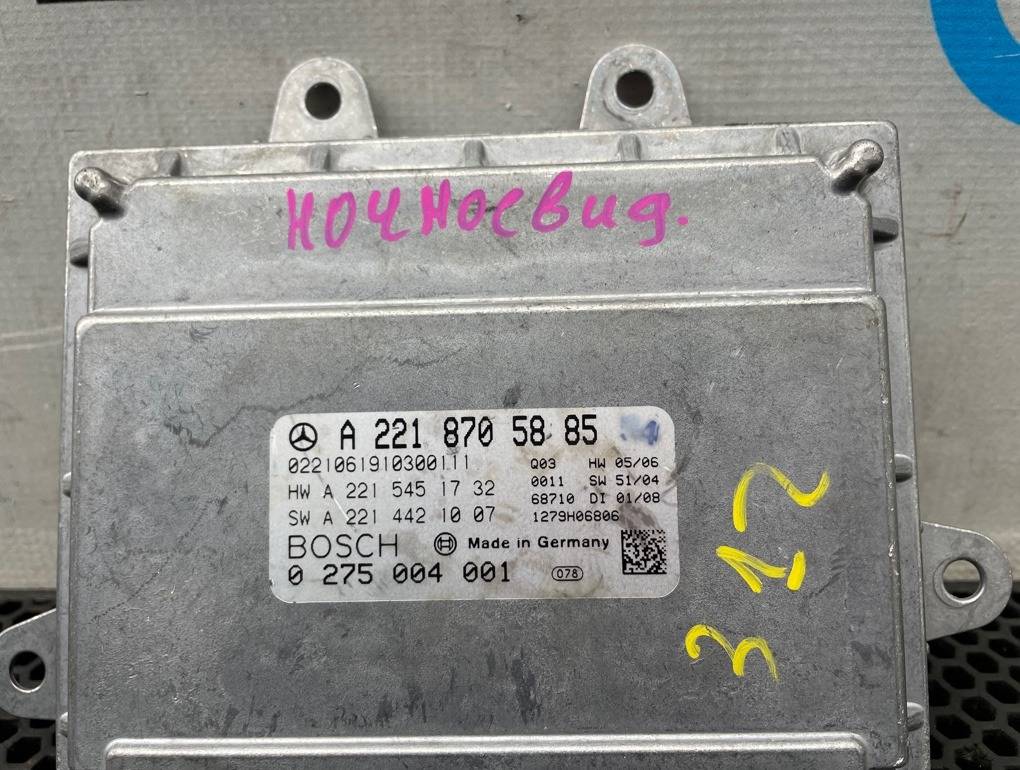 ночносвид.
A 221 870 58 85
0221061910300111
Q03 HW 05/06
HW A 221 545 17 32
0011 SW 51/04
68710 DI 01/08
SW A 221 442 10 07
1279H06806
BOSCH Made in Germany
0 275 004 001 078
312